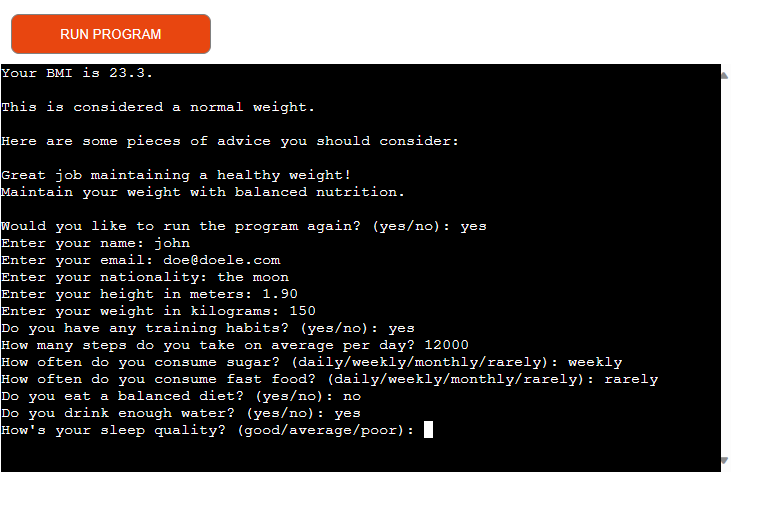 RUN PROGRAM
Your BMI is 23.3.
This is considered a normal weight.
Here are some pieces of advice you should consider:
Great job maintaining a healthy weight!
Maintain your weight with balanced nutrition.
Would you like to run the program again? (yes/no): yes
Enter your name: john
Enter your email: doe@doele.com
Enter your nationality: the moon
Enter your height in meters: 1.90
Enter your weight in kilograms: 150
Do you have any training habits? (yes/no): yes
How many steps do you take on average per day? 12000
How often do you consume sugar? (daily/weekly/monthly/rarely): weekly
How often do you consume fast food? (daily/weekly/monthly/rarely): rarely
Do you eat a balanced diet? (yes/no): no
Do you drink enough water? (yes/no): yes
How's your sleep quality? (good/average/poor):